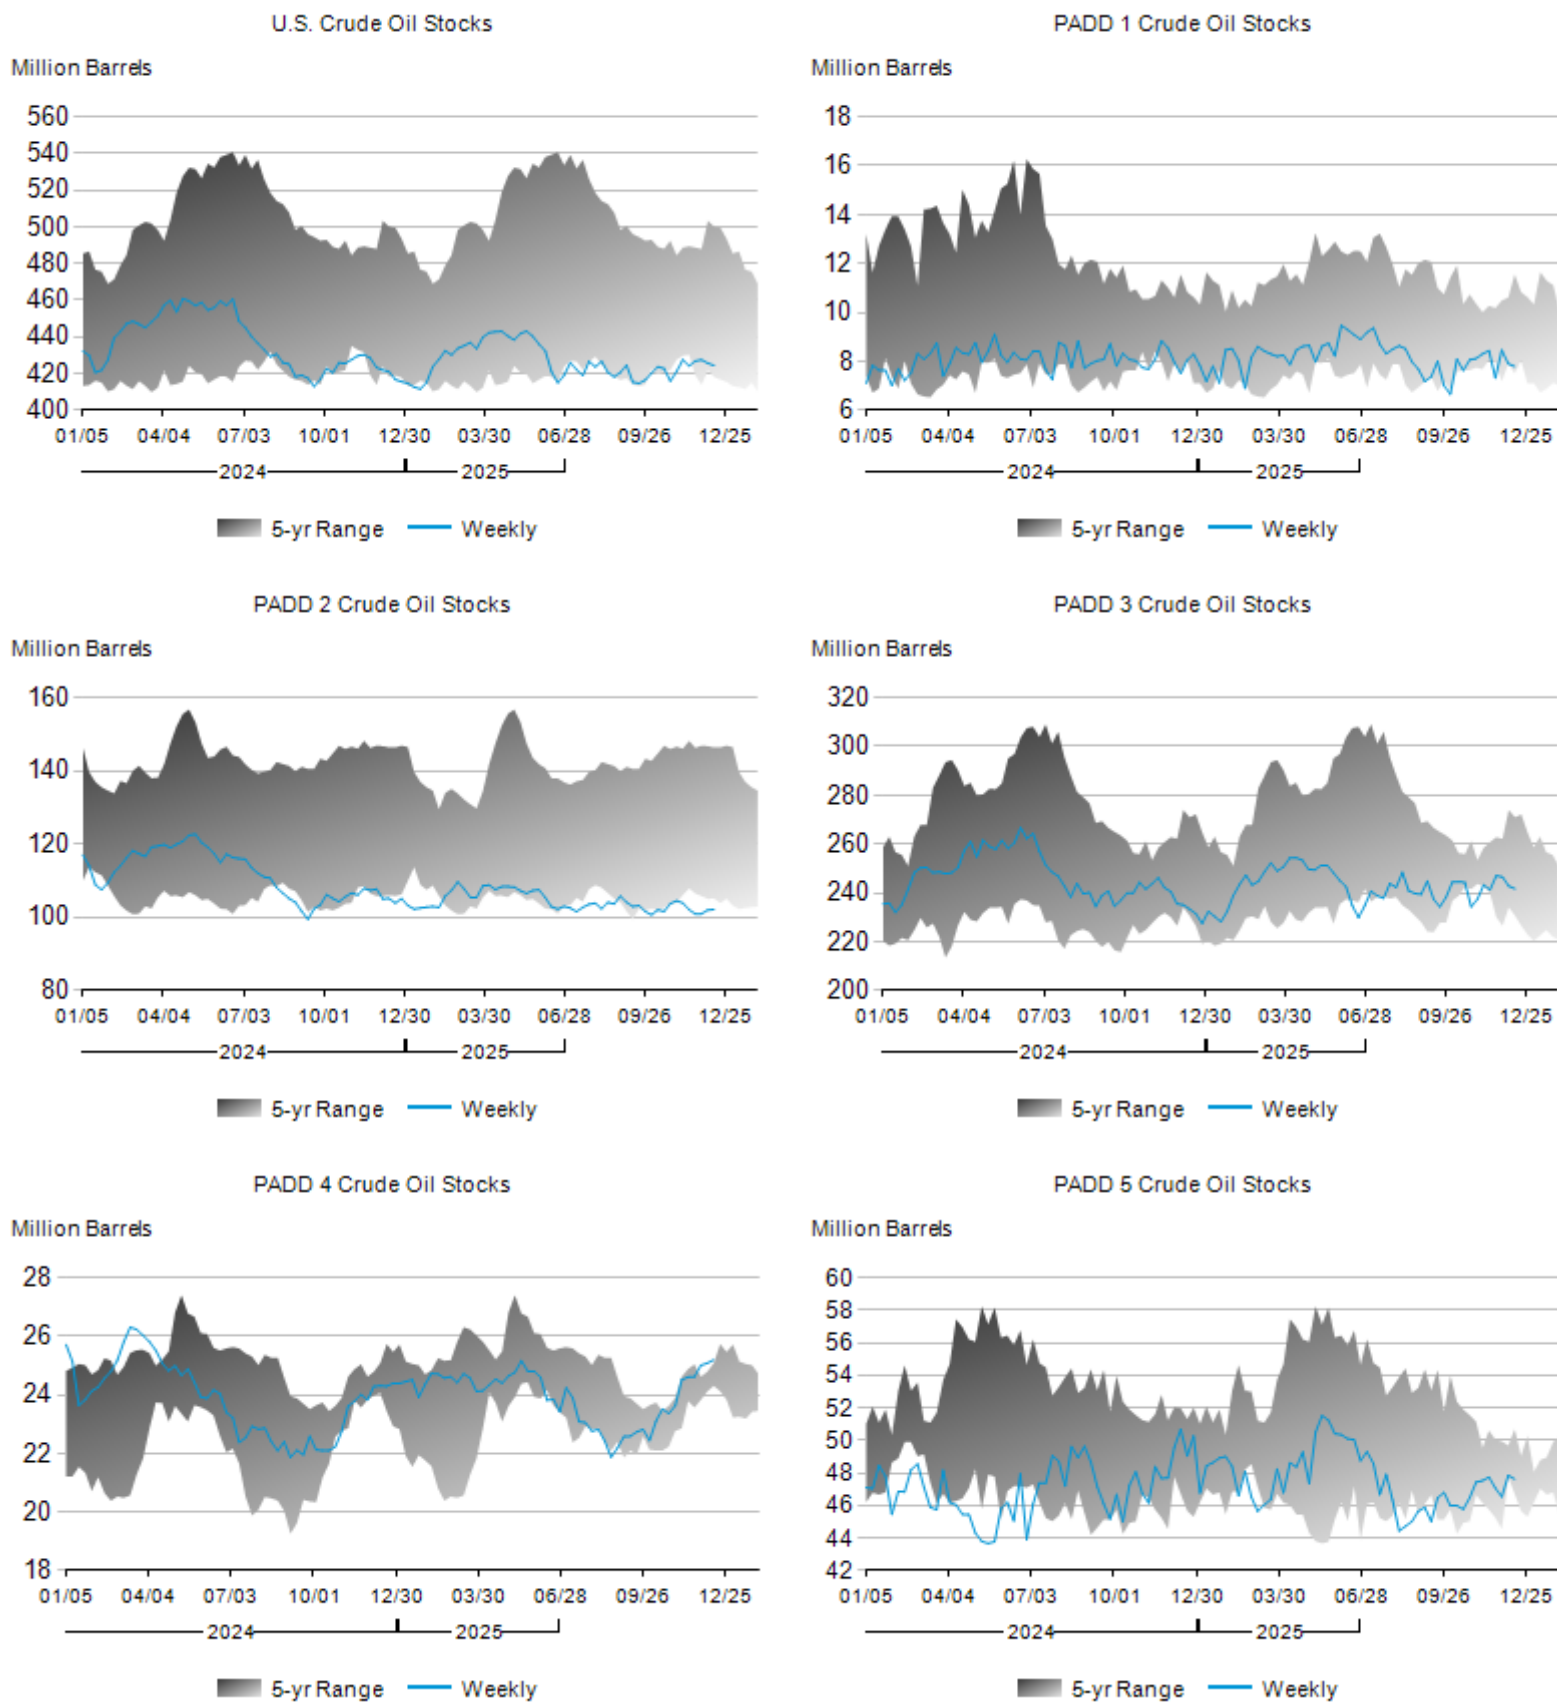 U.S. Crude Oil Stocks
Million Barrels
560
540
520
500
480
460
440
420
400
01/05 04/04 07/03 10/01 12/30 03/30 06/28 09/26 12/25
2024 2025
5-yr Range Weekly
PADD 1 Crude Oil Stocks
Million Barrels
18
16
14
12
10
8
6
01/05 04/04 07/03 10/01 12/30 03/30 06/28 09/26 12/25
2024 2025
5-yr Range Weekly
PADD 2 Crude Oil Stocks
Million Barrels
160
140
120
100
80
01/05 04/04 07/03 10/01 12/30 03/30 06/28 09/26 12/25
2024 2025
5-yr Range Weekly
PADD 3 Crude Oil Stocks
Million Barrels
320
300
280
260
240
220
200
01/05 04/04 07/03 10/01 12/30 03/30 06/28 09/26 12/25
2024 2025
5-yr Range Weekly
PADD 4 Crude Oil Stocks
Million Barrels
28
26
24
22
20
18
01/05 04/04 07/03 10/01 12/30 03/30 06/28 09/26 12/25
2024 2025
5-yr Range Weekly
PADD 5 Crude Oil Stocks
Million Barrels
60
58
56
54
52
50
48
46
44
42
01/05 04/04 07/03 10/01 12/30 03/30 06/28 09/26 12/25
2024 2025
5-yr Range Weekly